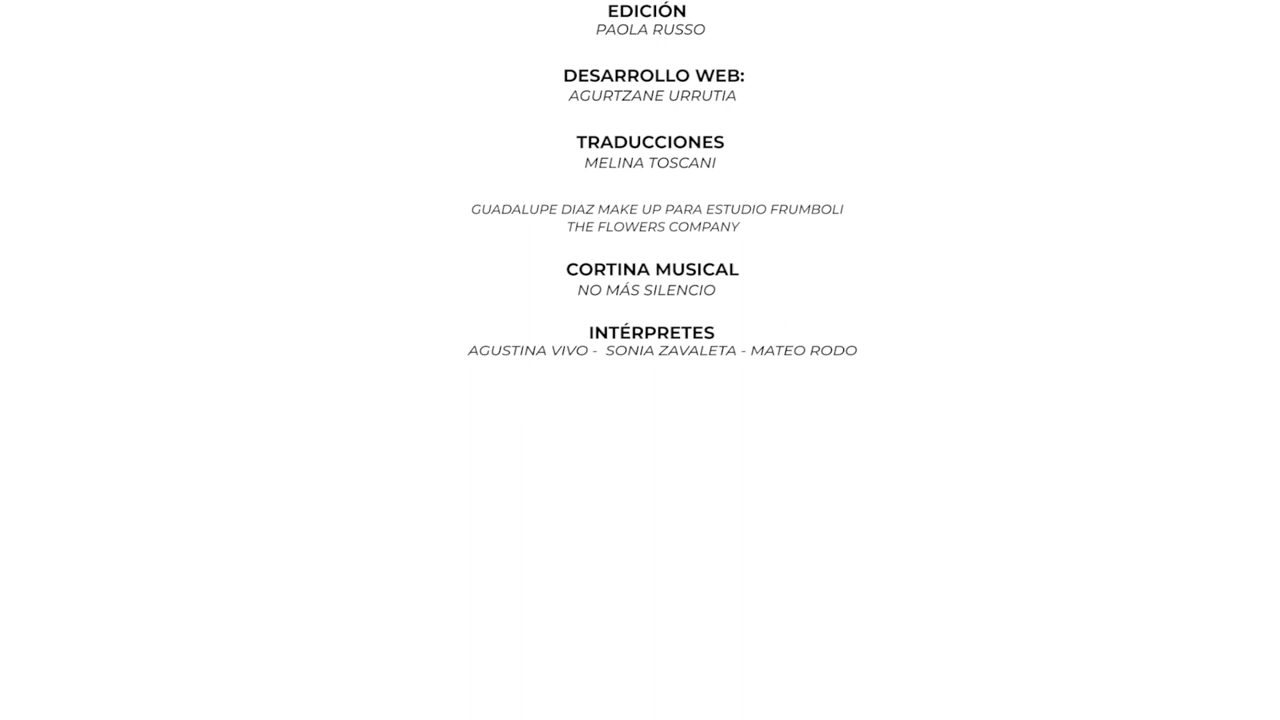 EDICIÓN
PAOLA RUSSO
DESARROLLO WEB:
AGURTZANE URRUTIA
TRADUCCIONES
MELINA TOSCANI
GUADALUPE DIAZ MAKE UP PARA ESTUDIO FRUMBOLI
THE FLOWERS COMPANY
CORTINA MUSICAL
NO MÁS SILENCIO
INTÉRPRETES
AGUSTINA VIVO -  SONIA ZAVALETA - MATEO RODO